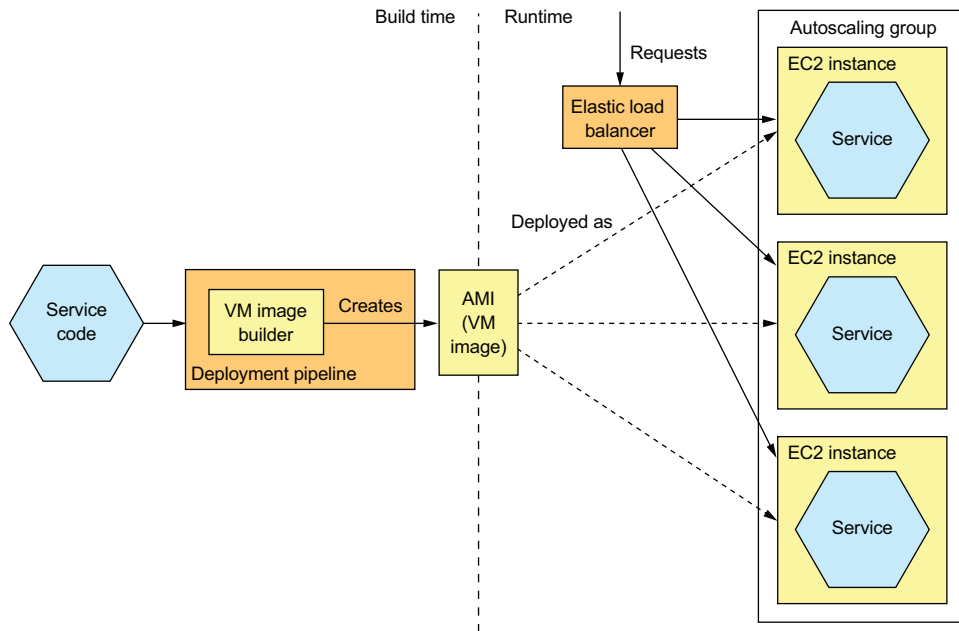 Build time
Runtime
Autoscaling group
Requests
EC2 instance
Service
Elastic load
balancer
Deployed as
EC2 instance
Service
Service
code
VM image
builder
Creates
Deployment pipeline
AMI
(VM
image)
EC2 instance
Service